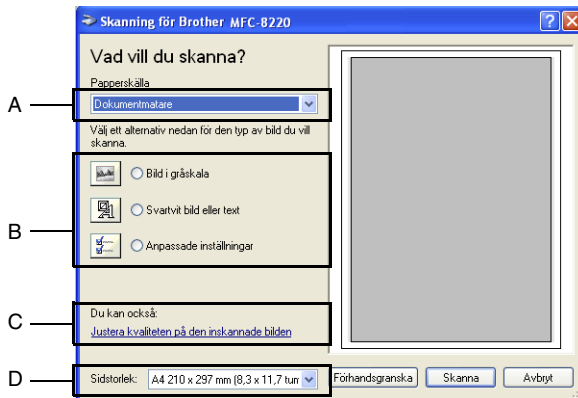 Skanning för Brother MFC-8220
Vad vill du skanna?
Papperskälla
A
Dokumentmatare
Välj ett alternativ nedan för den typ av bild du vill
skanna.
Bild i gråskala
B
Svartvit bild eller text
Anpassade inställningar
C
Du kan också:
Justera kvaliteten på den inskannade bilden
D
Sidstorlek: A4 210 x 297 mm (8,3 x 11,7 tum
Förhandsgranska Skanna Avbryt